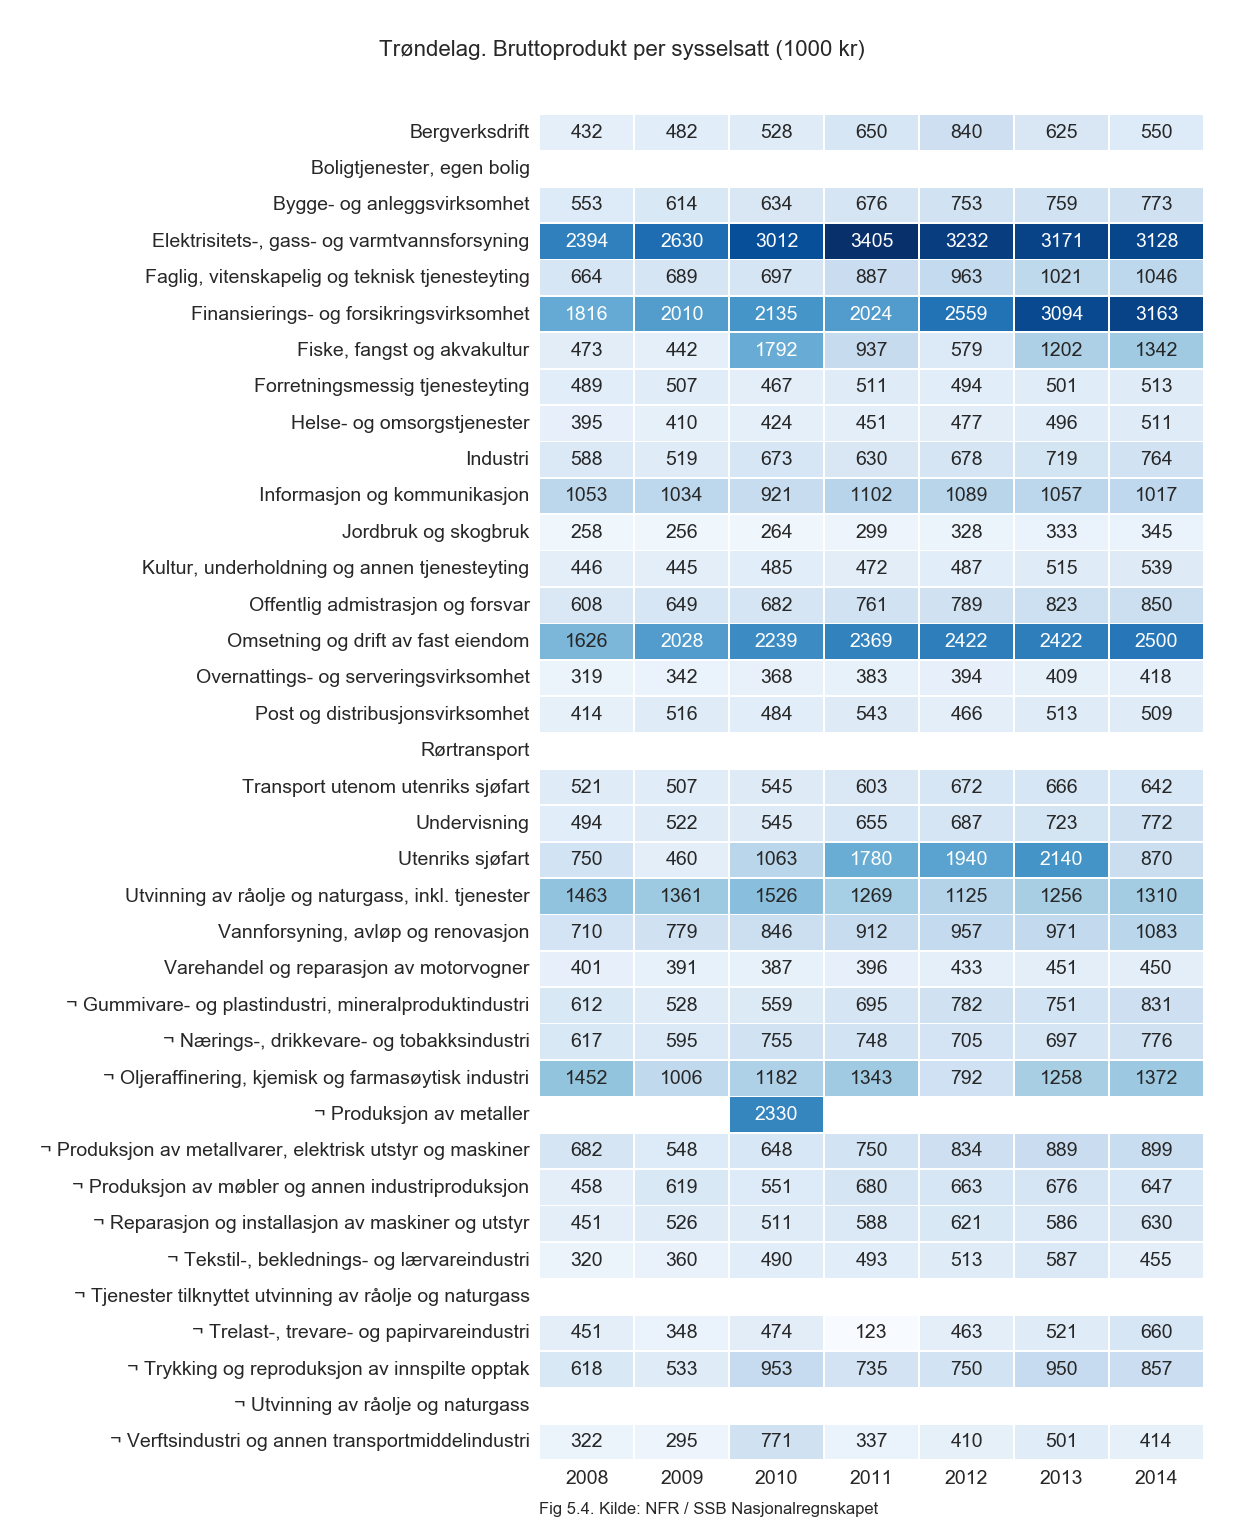 Trøndelag. Bruttoprodukt per sysselsatt (1000 kr)
Bergverksdrift 432 482 528 650 840 625 550
Boligtjenester, egen bolig
Bygge- og anleggsvirksomhet 553 614 634 676 753 759 773
Elektrisitets-, gass- og varmtvannsforsyning 2394 2630 3012 3405 3232 3171 3128
Faglig, vitenskapelig og teknisk tjenesteyting 664 689 697 887 963 1021 1046
Finansierings- og forsikringsvirksomhet 1816 2010 2135 2024 2559 3094 3163
Fiske, fangst og akvakultur 473 442 1792 937 579 1202 1342
Forretningsmessig tjenesteyting 489 507 467 511 494 501 513
Helse- og omsorgstjenester 395 410 424 451 477 496 511
Industri 588 519 673 630 678 719 764
Informasjon og kommunikasjon 1053 1034 921 1102 1089 1057 1017
Jordbruk og skogbruk 258 256 264 299 328 333 345
Kultur, underholdning og annen tjenesteyting 446 445 485 472 487 515 539
Offentlig admistrasjon og forsvar 608 649 682 761 789 823 850
Omsetning og drift av fast eiendom 1626 2028 2239 2369 2422 2422 2500
Overnattings- og serveringsvirksomhet 319 342 368 383 394 409 418
Post og distribusjonsvirksomhet 414 516 484 543 466 513 509
Rørtransport
Transport utenom utenriks sjøfart 521 507 545 603 672 666 642
Undervisning 494 522 545 655 687 723 772
Utenriks sjøfart 750 460 1063 1780 1940 2140 870
Utvinning av råolje og naturgass, inkl. tjenester 1463 1361 1526 1269 1125 1256 1310
Vannforsyning, avløp og renovasjon 710 779 846 912 957 971 1083
Varehandel og reparasjon av motorvogner 401 391 387 396 433 451 450
¬ Gummivare- og plastindustri, mineralproduktindustri 612 528 559 695 782 751 831
¬ Nærings-, drikkevare- og tobakksindustri 617 595 755 748 705 697 776
¬ Oljeraffinering, kjemisk og farmasøytisk industri 1452 1006 1182 1343 792 1258 1372
¬ Produksjon av metaller 2330
¬ Produksjon av metallvarer, elektrisk utstyr og maskiner 682 548 648 750 834 889 899
¬ Produksjon av møbler og annen industriproduksjon 458 619 551 680 663 676 647
¬ Reparasjon og installasjon av maskiner og utstyr 451 526 511 588 621 586 630
¬ Tekstil-, beklednings- og lærvareindustri 320 360 490 493 513 587 455
¬ Tjenester tilknyttet utvinning av råolje og naturgass
¬ Trelast-, trevare- og papirvareindustri 451 348 474 123 463 521 660
¬ Trykking og reproduksjon av innspilte opptak 618 533 953 735 750 950 857
¬ Utvinning av råolje og naturgass
¬ Verftsindustri og annen transportmiddelindustri 322 295 771 337 410 501 414
2008 2009 2010 2011 2012 2013 2014
Fig 5.4. Kilde: NFR / SSB Nasjonalregnskapet